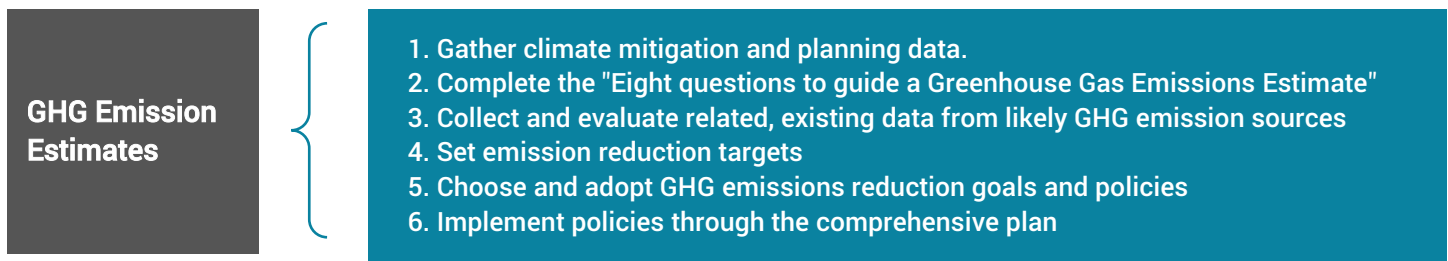 GHG Emission
Estimates
1. Gather climate mitigation and planning data.
2. Complete the "Eight questions to guide a Greenhouse Gas Emissions Estimate"
3. Collect and evaluate related, existing data from likely GHG emission sources
4. Set emission reduction targets
5. Choose and adopt GHG emissions reduction goals and policies
6. Implement policies through the comprehensive plan